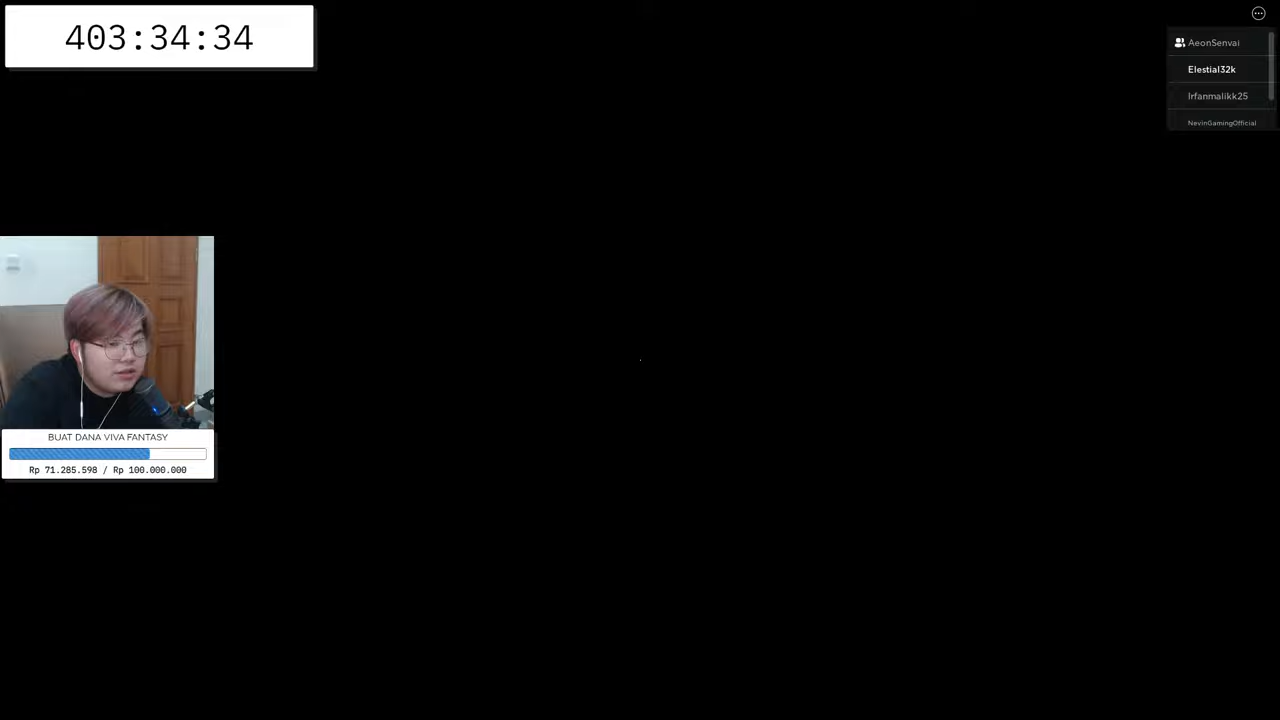 403:34:34
AeonSenvai
Elestial32k
Irfanmalikk25
NevinGamingOfficial
BUAT DANA VIVA FANTASY
Rp 71.285.598 / Rp 100.000.000